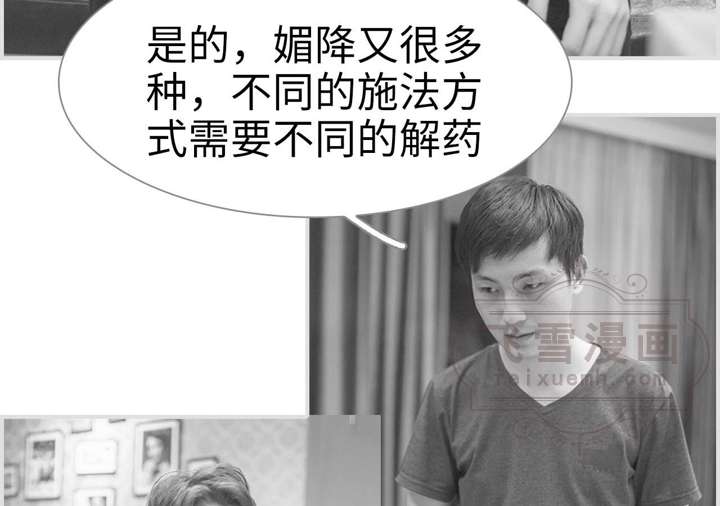 是的，媚降又很多
种，不同的施法方
式需要不同的解药
飞雪漫画
.feixuemh.com